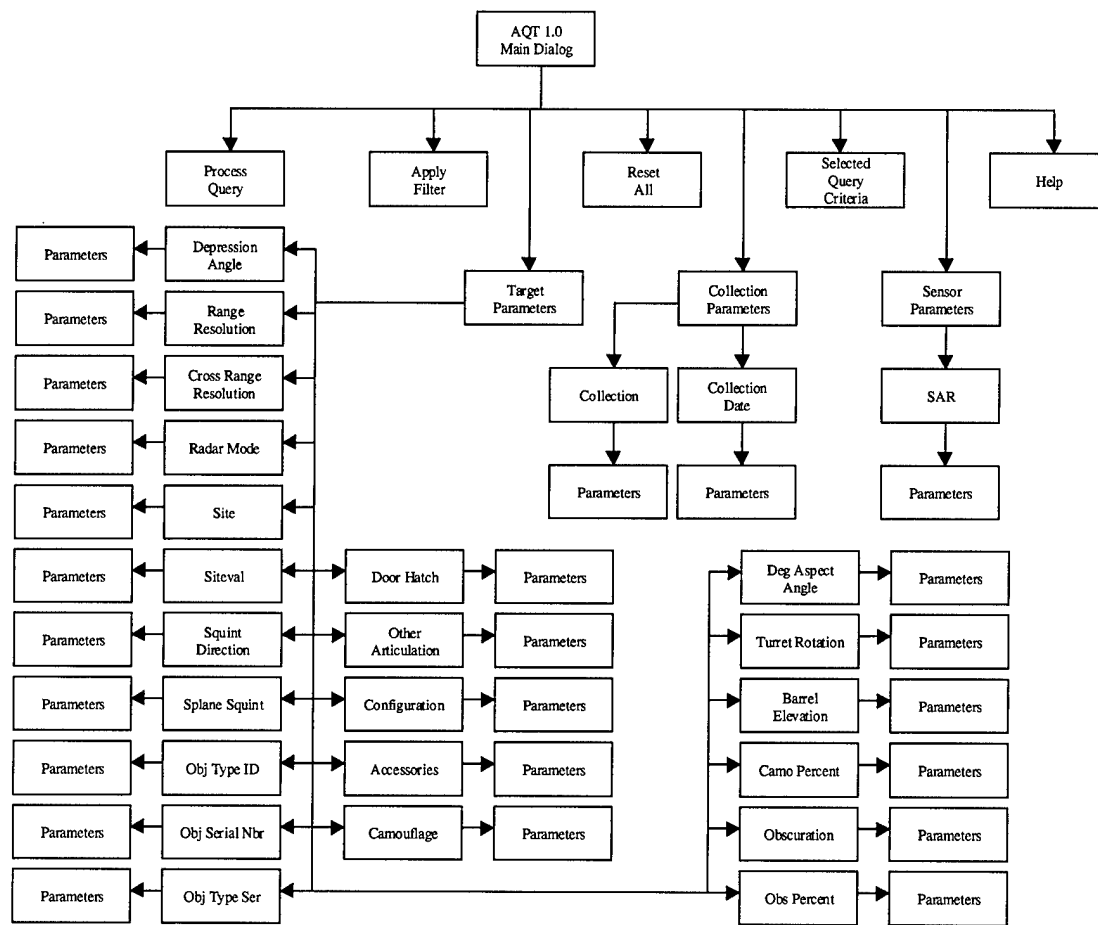 AQT 1.0
Main Dialog
Process
Query
Apply
Filter
Reset
All
Selected
Query
Criteria
Help
Target
Parameters
Collection
Parameters
Sensor
Parameters
Collection
Collection
Date
SAR
Parameters
Parameters
Parameters
Parameters
Depression
Angle
Parameters
Range
Resolution
Parameters
Cross Range
Resolution
Parameters
Radar Mode
Parameters
Site
Parameters
Siteval
Parameters
Squint
Direction
Parameters
Splane Squint
Parameters
Obj Type ID
Parameters
Obj Serial Nbr
Parameters
Obj Type Ser
Door Hatch
Parameters
Other
Articulation
Parameters
Configuration
Parameters
Accessories
Parameters
Camouflage
Parameters
Deg Aspect
Angle
Parameters
Turret Rotation
Parameters
Barrel
Elevation
Parameters
Camo Percent
Parameters
Obscuration
Parameters
Obs Percent
Parameters